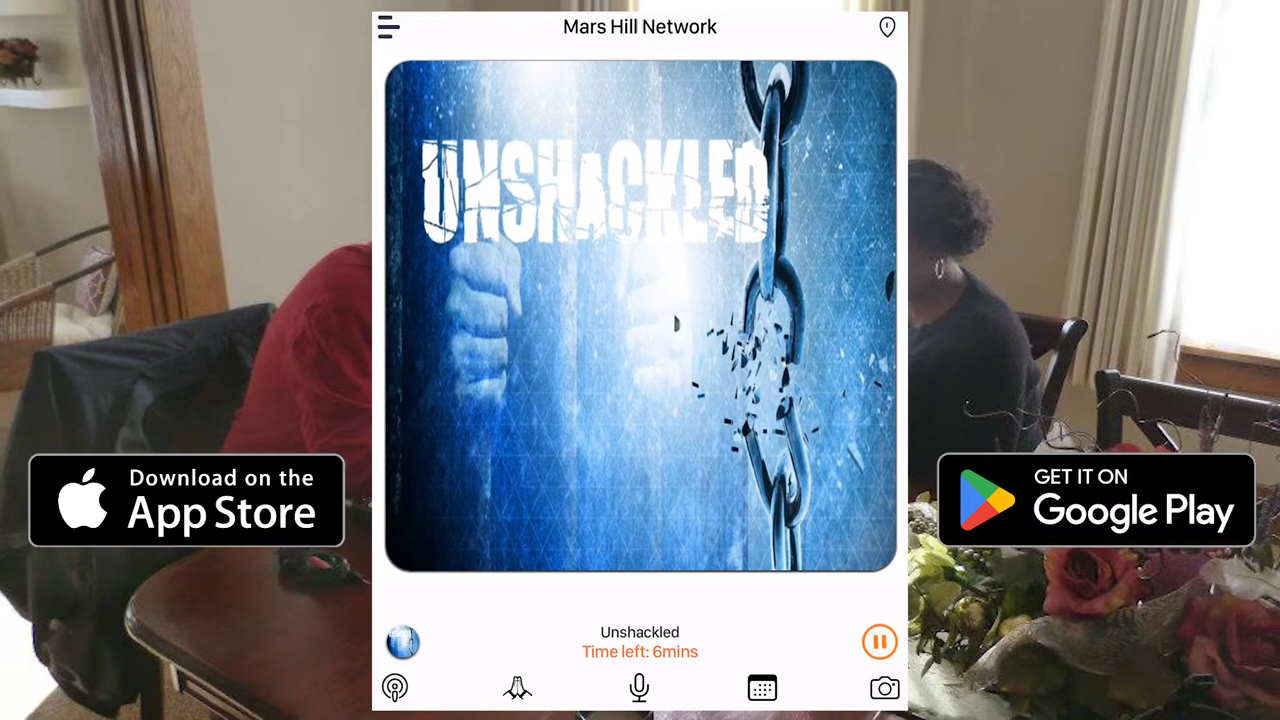 Mars Hill Network
UNSHACKLED
Download on the
App Store
GET IT ON
Google Play
Unshackled
Time left: 6mins